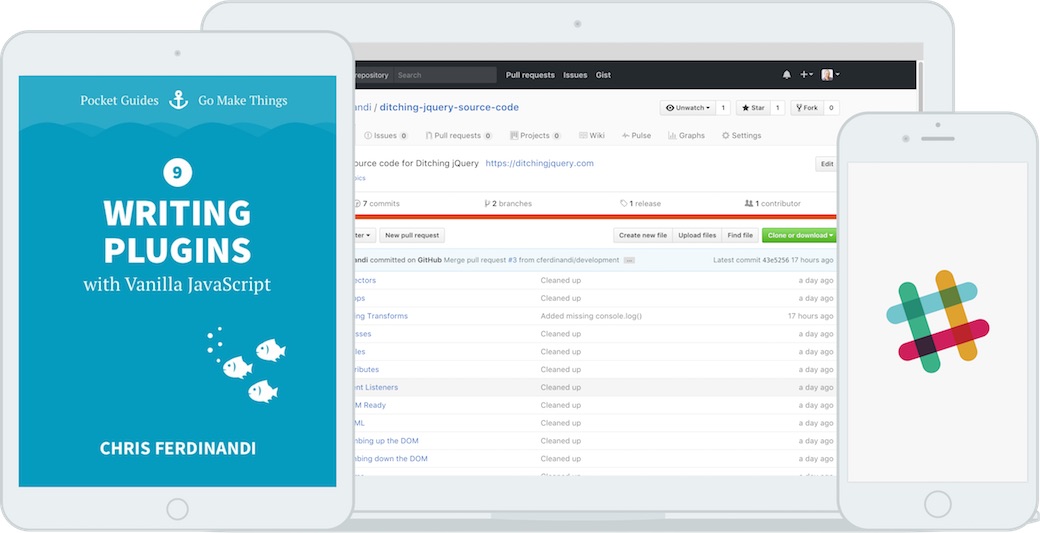 Pocket Guides Go Make Things
9
WRITING
PLUGINS
with Vanilla JavaScript
CHRIS FERDINANDI
repository Search Pull requests Issues Gist
andi / ditching-jquery-source-code Unwatch 1 Star 1 Fork 0
Issues 0 Pull requests 0 Projects 0 Wiki Pulse Graphs Settings
ource code for Ditching jQuery https://ditchingjquery.com Edit
pics
7 commits 2 branches 1 release 1 contributor
ter New pull request Create new file Upload files Find file Clone or download
andi committed on GitHub Merge pull request #3 from cferdinandi/development ... Latest commit 43e5256 17 hours ago
ectors Cleaned up a day ago
ops Cleaned up a day ago
ing Transforms Added missing console.log() 17 hours ago
sses Cleaned up a day ago
les Cleaned up a day ago
ributes Cleaned up a day ago
ent Listeners Cleaned up a day ago
M Ready Cleaned up a day ago
ML Cleaned up a day ago
mbing up the DOM Cleaned up a day ago
mbing down the DOM Cleaned up a day ago
Cleaned up a day ago